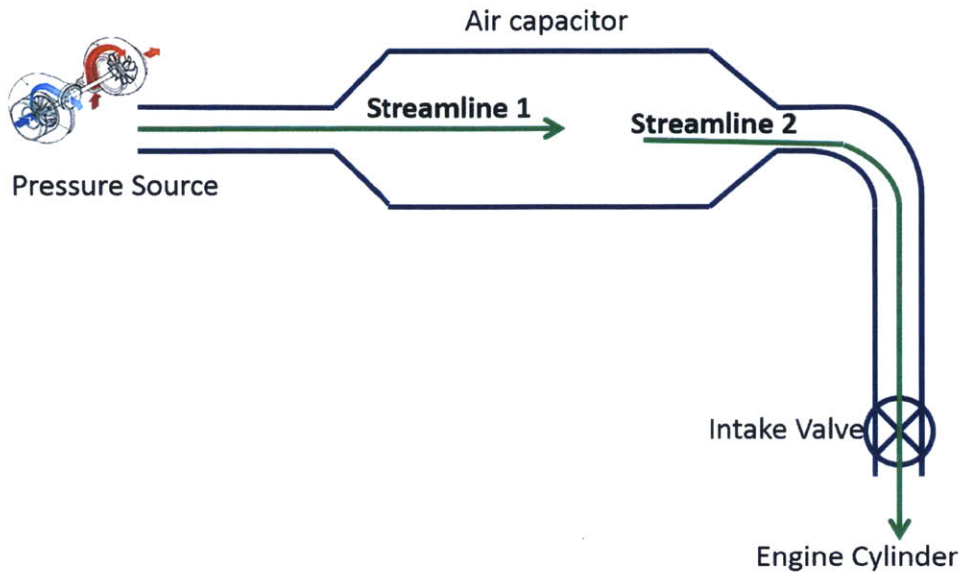 Air capacitor
Streamline 1
Streamline 2
Pressure Source
Intake Valve
Engine Cylinder